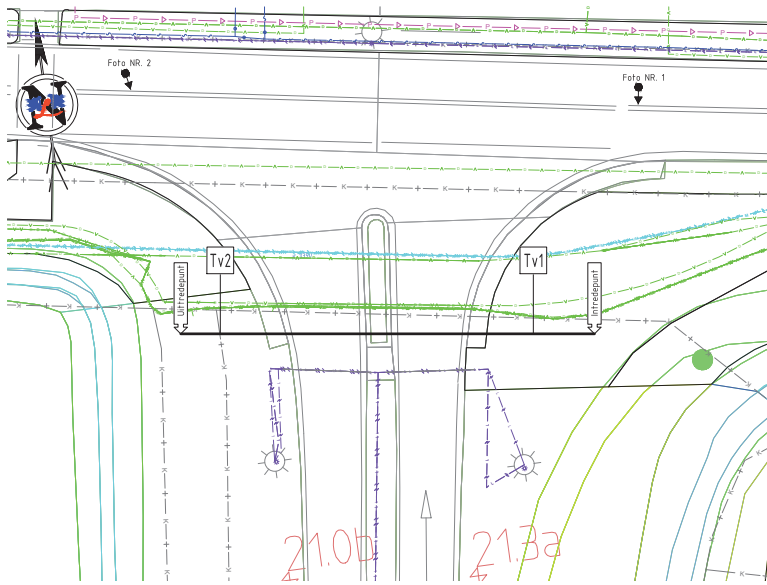 Foto NR. 2
Foto NR. 1
Tv2
Tv1
Uittredepunt
Intredepunt
21.0b
21.3a